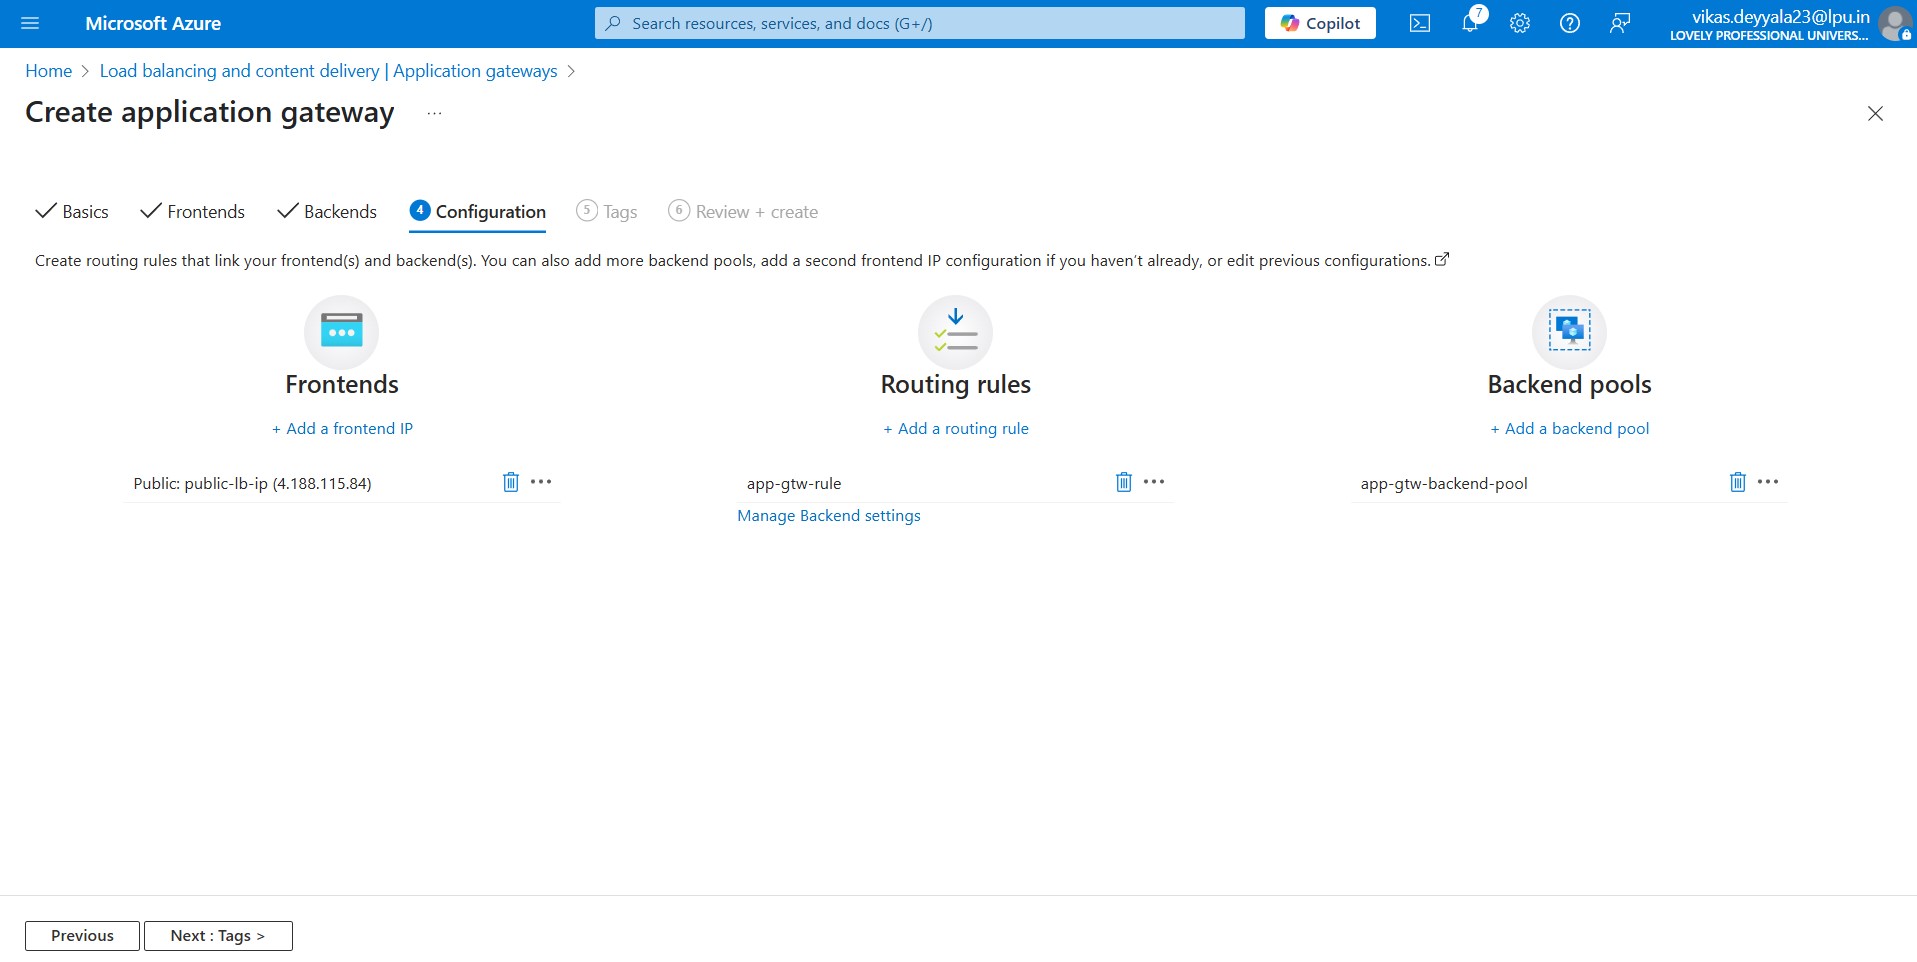 Microsoft Azure
Search resources, services, and docs (G+/)
Copilot
7
vikas.deyyala23@lpu.in
LOVELY PROFESSIONAL UNIVERS...
Home > Load balancing and content delivery | Application gateways >
Create application gateway ...
Basics
Frontends
Backends
4 Configuration
5 Tags
6 Review + create
Create routing rules that link your frontend(s) and backend(s). You can also add more backend pools, add a second frontend IP configuration if you haven't already, or edit previous configurations.
Frontends
+ Add a frontend IP
Public: public-lb-ip (4.188.115.84)
Routing rules
+ Add a routing rule
app-gtw-rule
Manage Backend settings
Backend pools
+ Add a backend pool
app-gtw-backend-pool
Previous
Next : Tags >